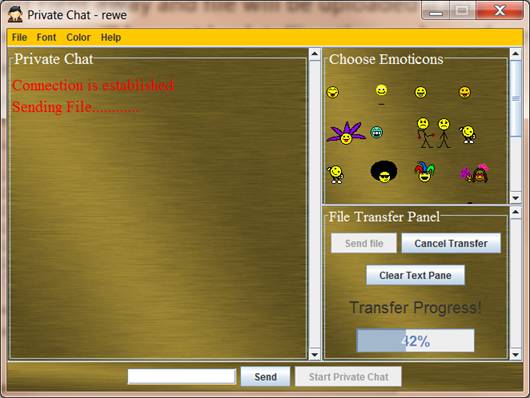 Private Chat - rewe
File Font Color Help
Private Chat
Connection is established
Sending File............
Choose Emoticons
File Transfer Panel
Send file Cancel Transfer
Clear Text Pane
Transfer Progress!
42%
Send Start Private Chat